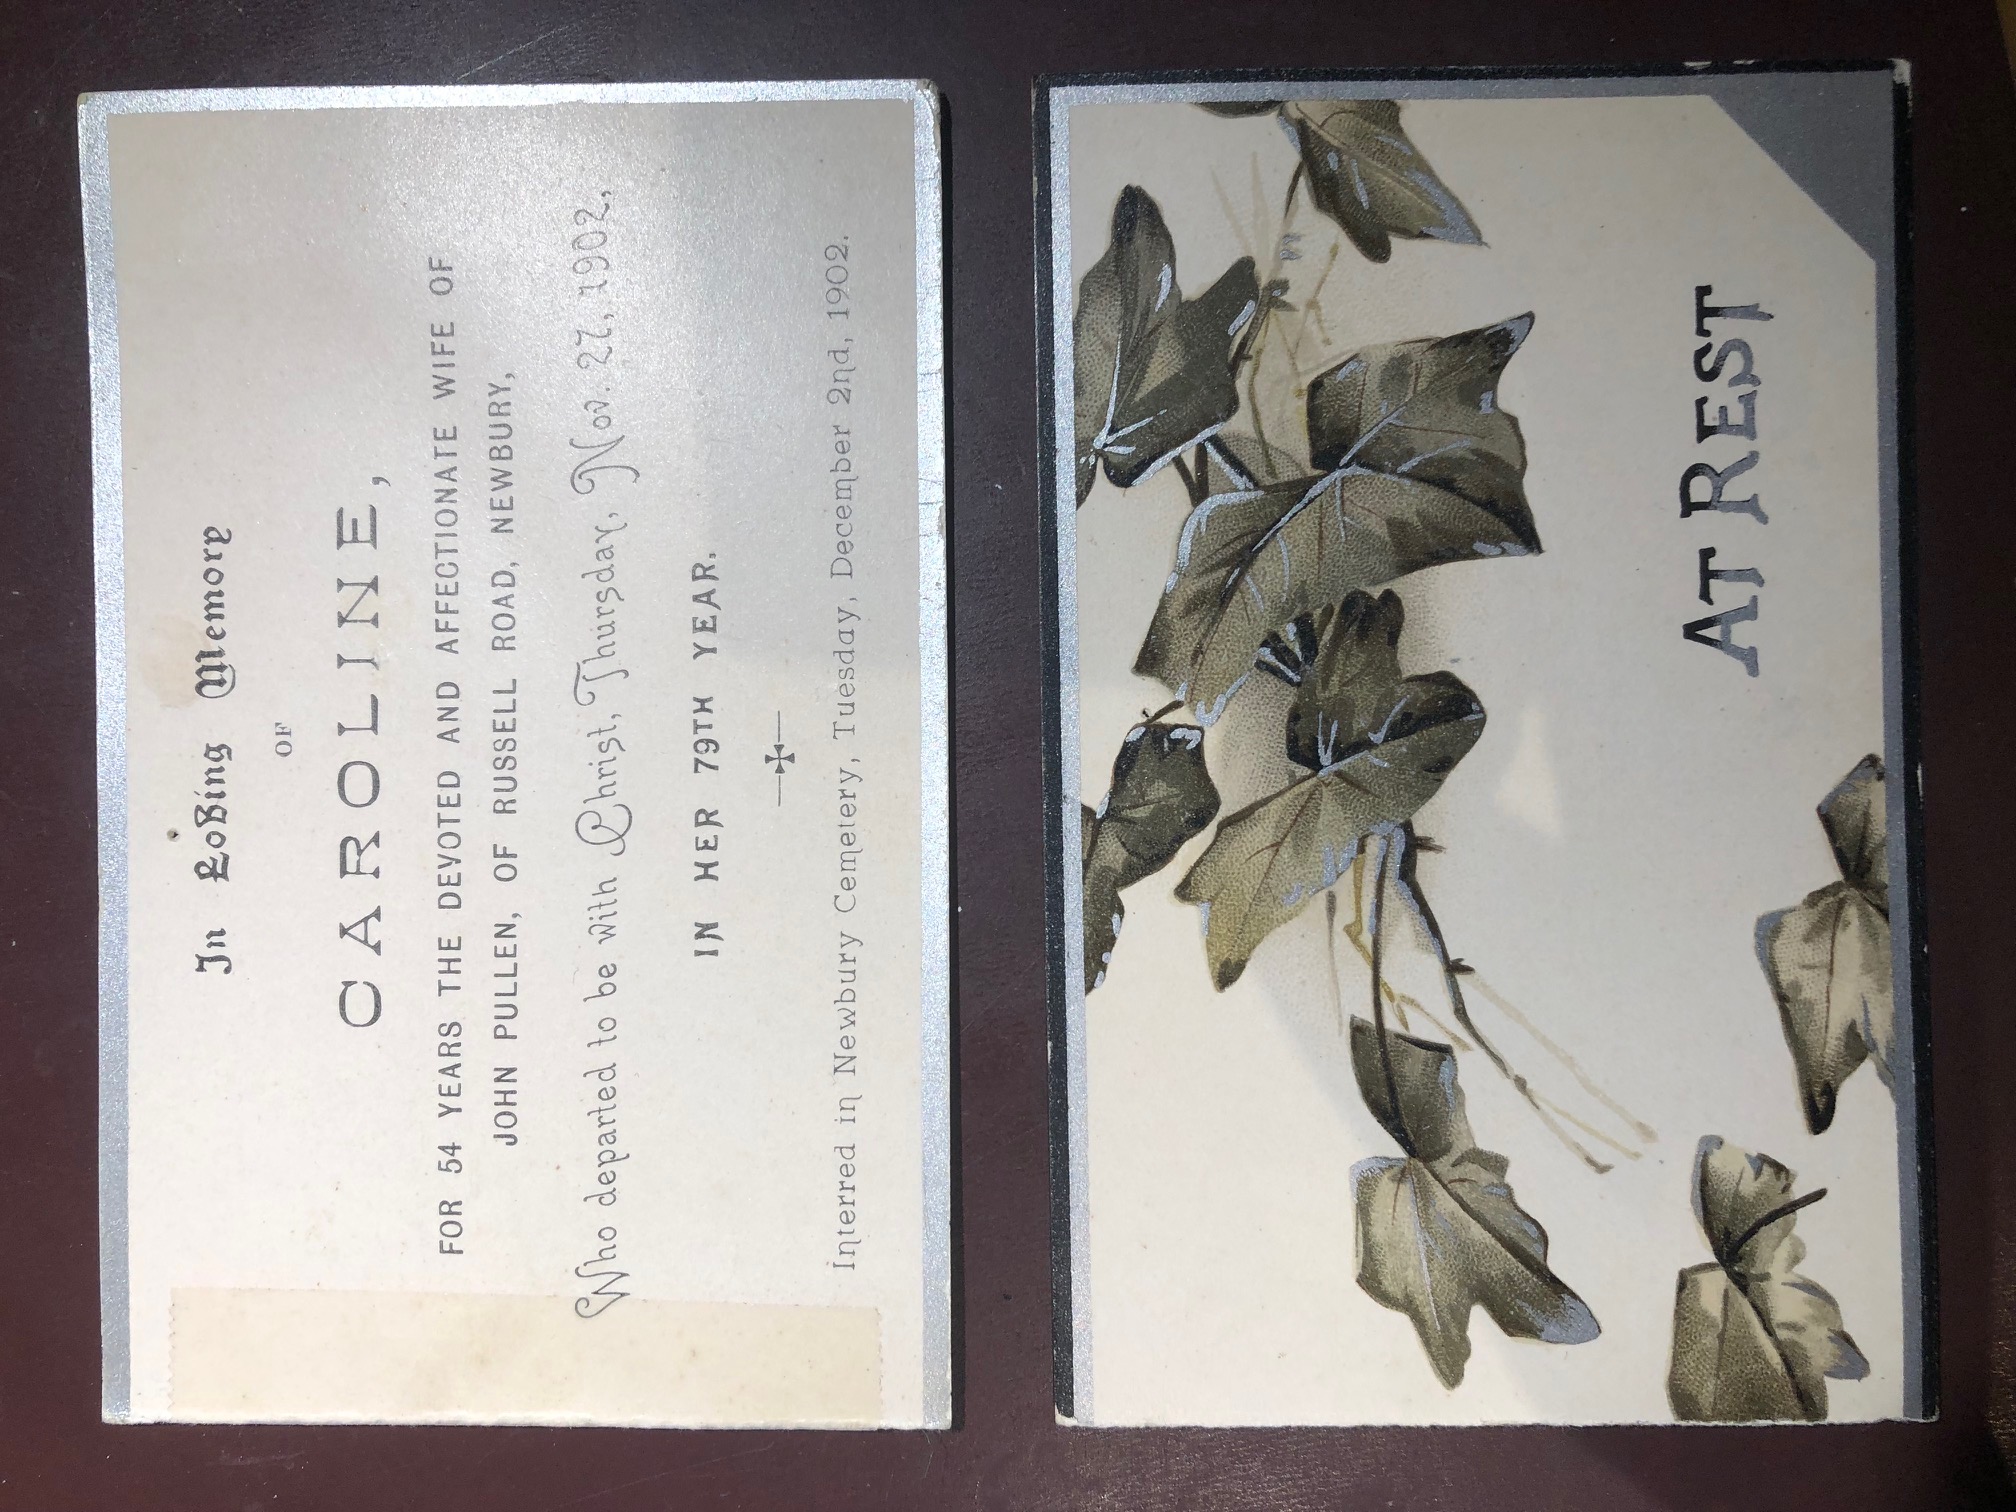 In Loving Memory
OF
CAROLINE,
FOR 54 YEARS THE DEVOTED AND AFFECTIONATE WIFE OF
JOHN PULLEN, OF RUSSELL ROAD, NEWBURY,
Who departed to be with Christ, Thursday, Nov. 27, 1902,
IN HER 79TH YEAR.
Interred in Newbury Cemetery, Tuesday, December 2nd, 1902.
AT REST